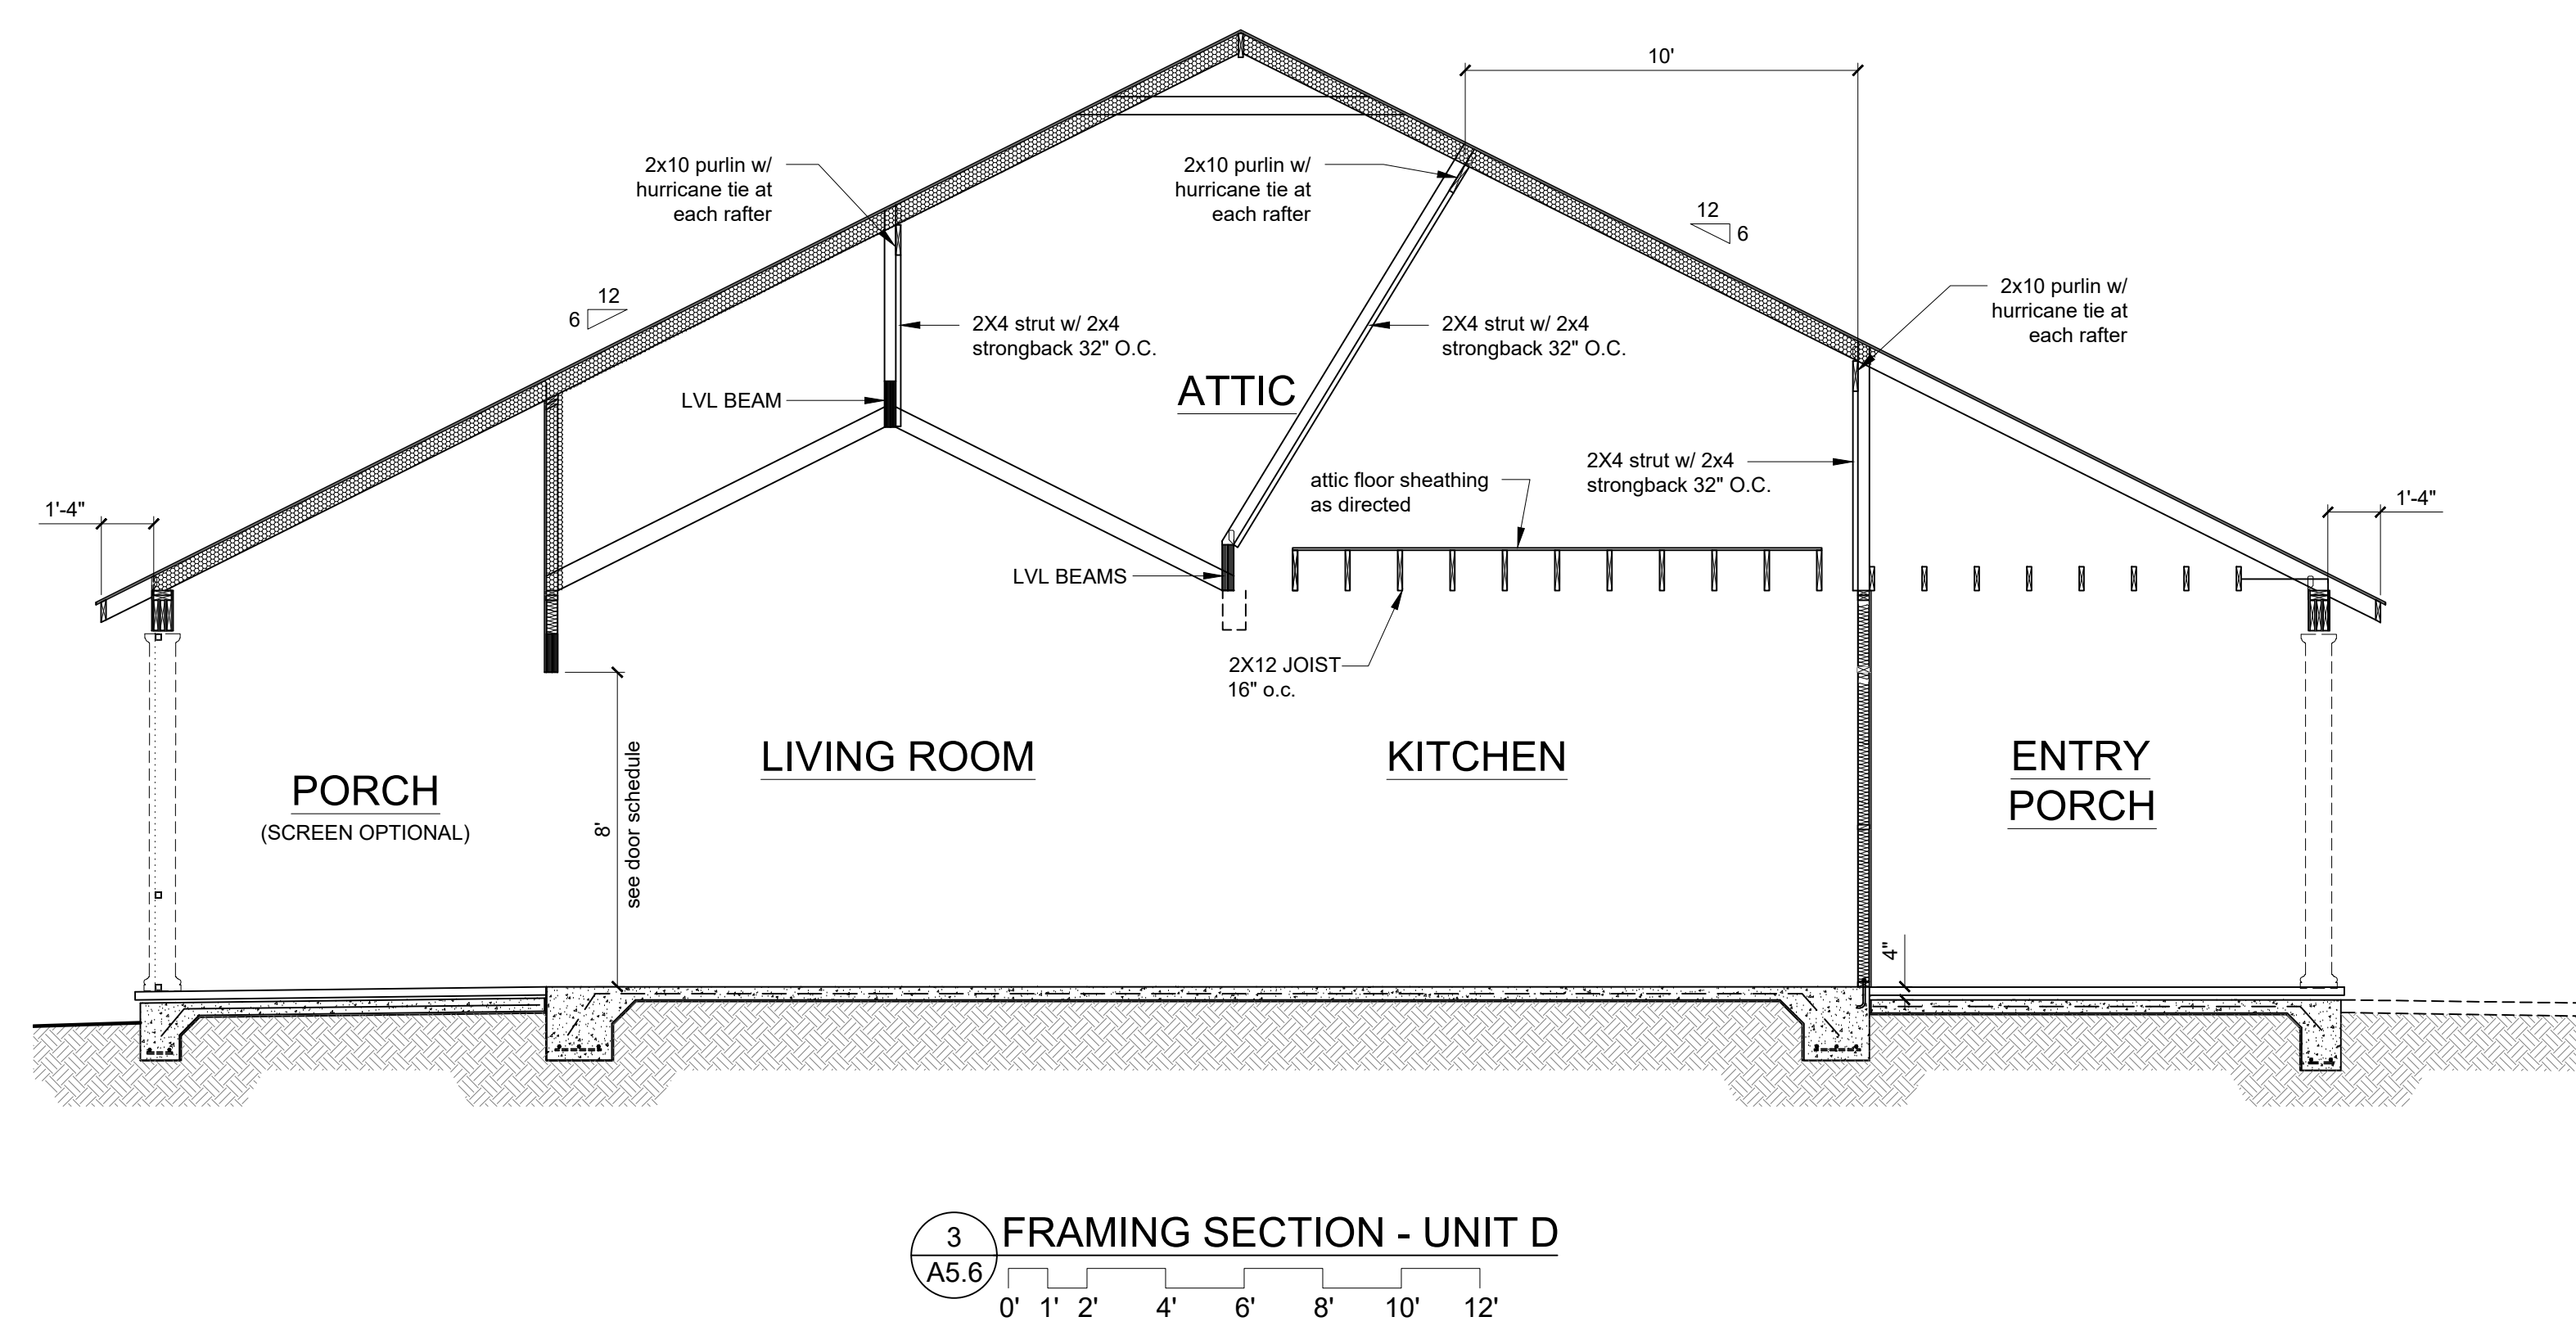 10'
2x10 purlin w/
hurricane tie at
each rafter
2x10 purlin w/
hurricane tie at
each rafter
12
6
2x10 purlin w/
hurricane tie at
each rafter
12
6
2X4 strut w/ 2x4
strongback 32" O.C.
2X4 strut w/ 2x4
strongback 32" O.C.
LVL BEAM
ATTIC
2X4 strut w/ 2x4
strongback 32" O.C.
attic floor sheathing
as directed
1'-4"
1'-4"
LVL BEAMS
2X12 JOIST
16" o.c.
LIVING ROOM
KITCHEN
ENTRY
PORCH
PORCH
(SCREEN OPTIONAL)
8'
see door schedule
4"
3
A5.6
FRAMING SECTION - UNIT D
0' 1' 2' 4' 6' 8' 10' 12'